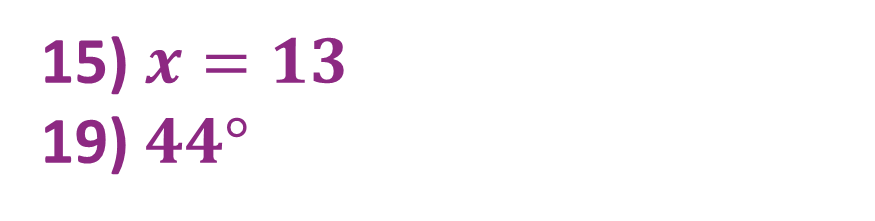 15) x = 13
19) 44°